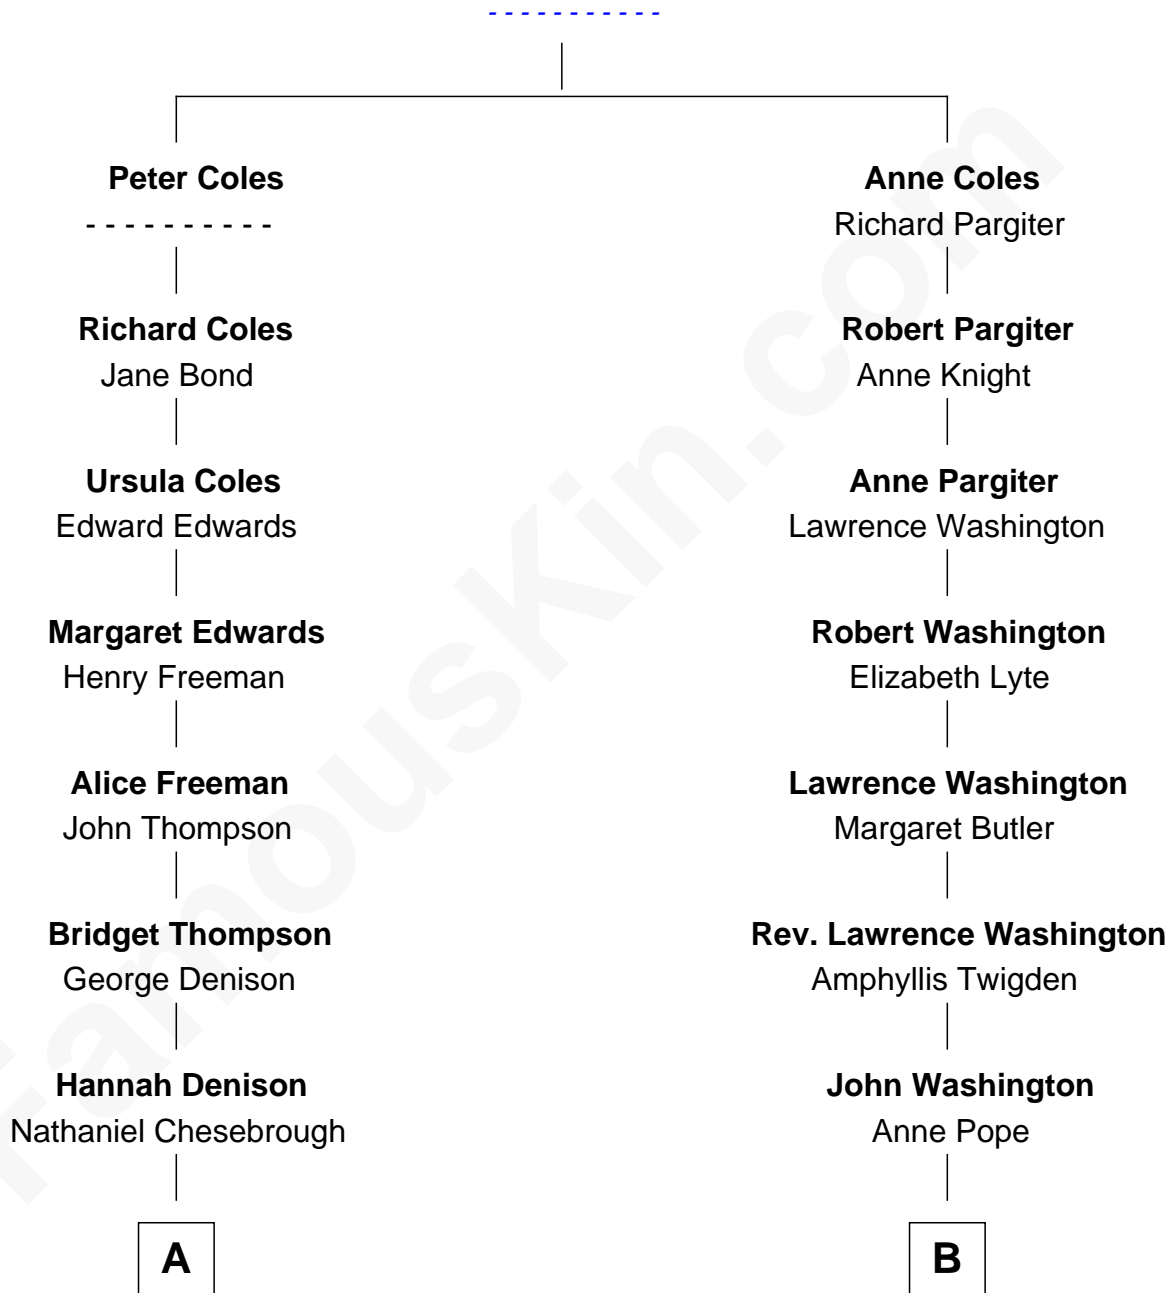 - - - - - - - - - - -
Peter Coles
- - - - - - - - - -
Richard Coles
Jane Bond
Ursula Coles
Edward Edwards
Margaret Edwards
Henry Freeman
Alice Freeman
John Thompson
Bridget Thompson
George Denison
Hannah Denison
Nathaniel Chesebrough
A
Anne Coles
Richard Pargiter
Robert Pargiter
Anne Knight
Anne Pargiter
Lawrence Washington
Robert Washington
Elizabeth Lyte
Lawrence Washington
Margaret Butler
Rev. Lawrence Washington
Amphyllis Twigden
John Washington
Anne Pope
B
FamousKin.com